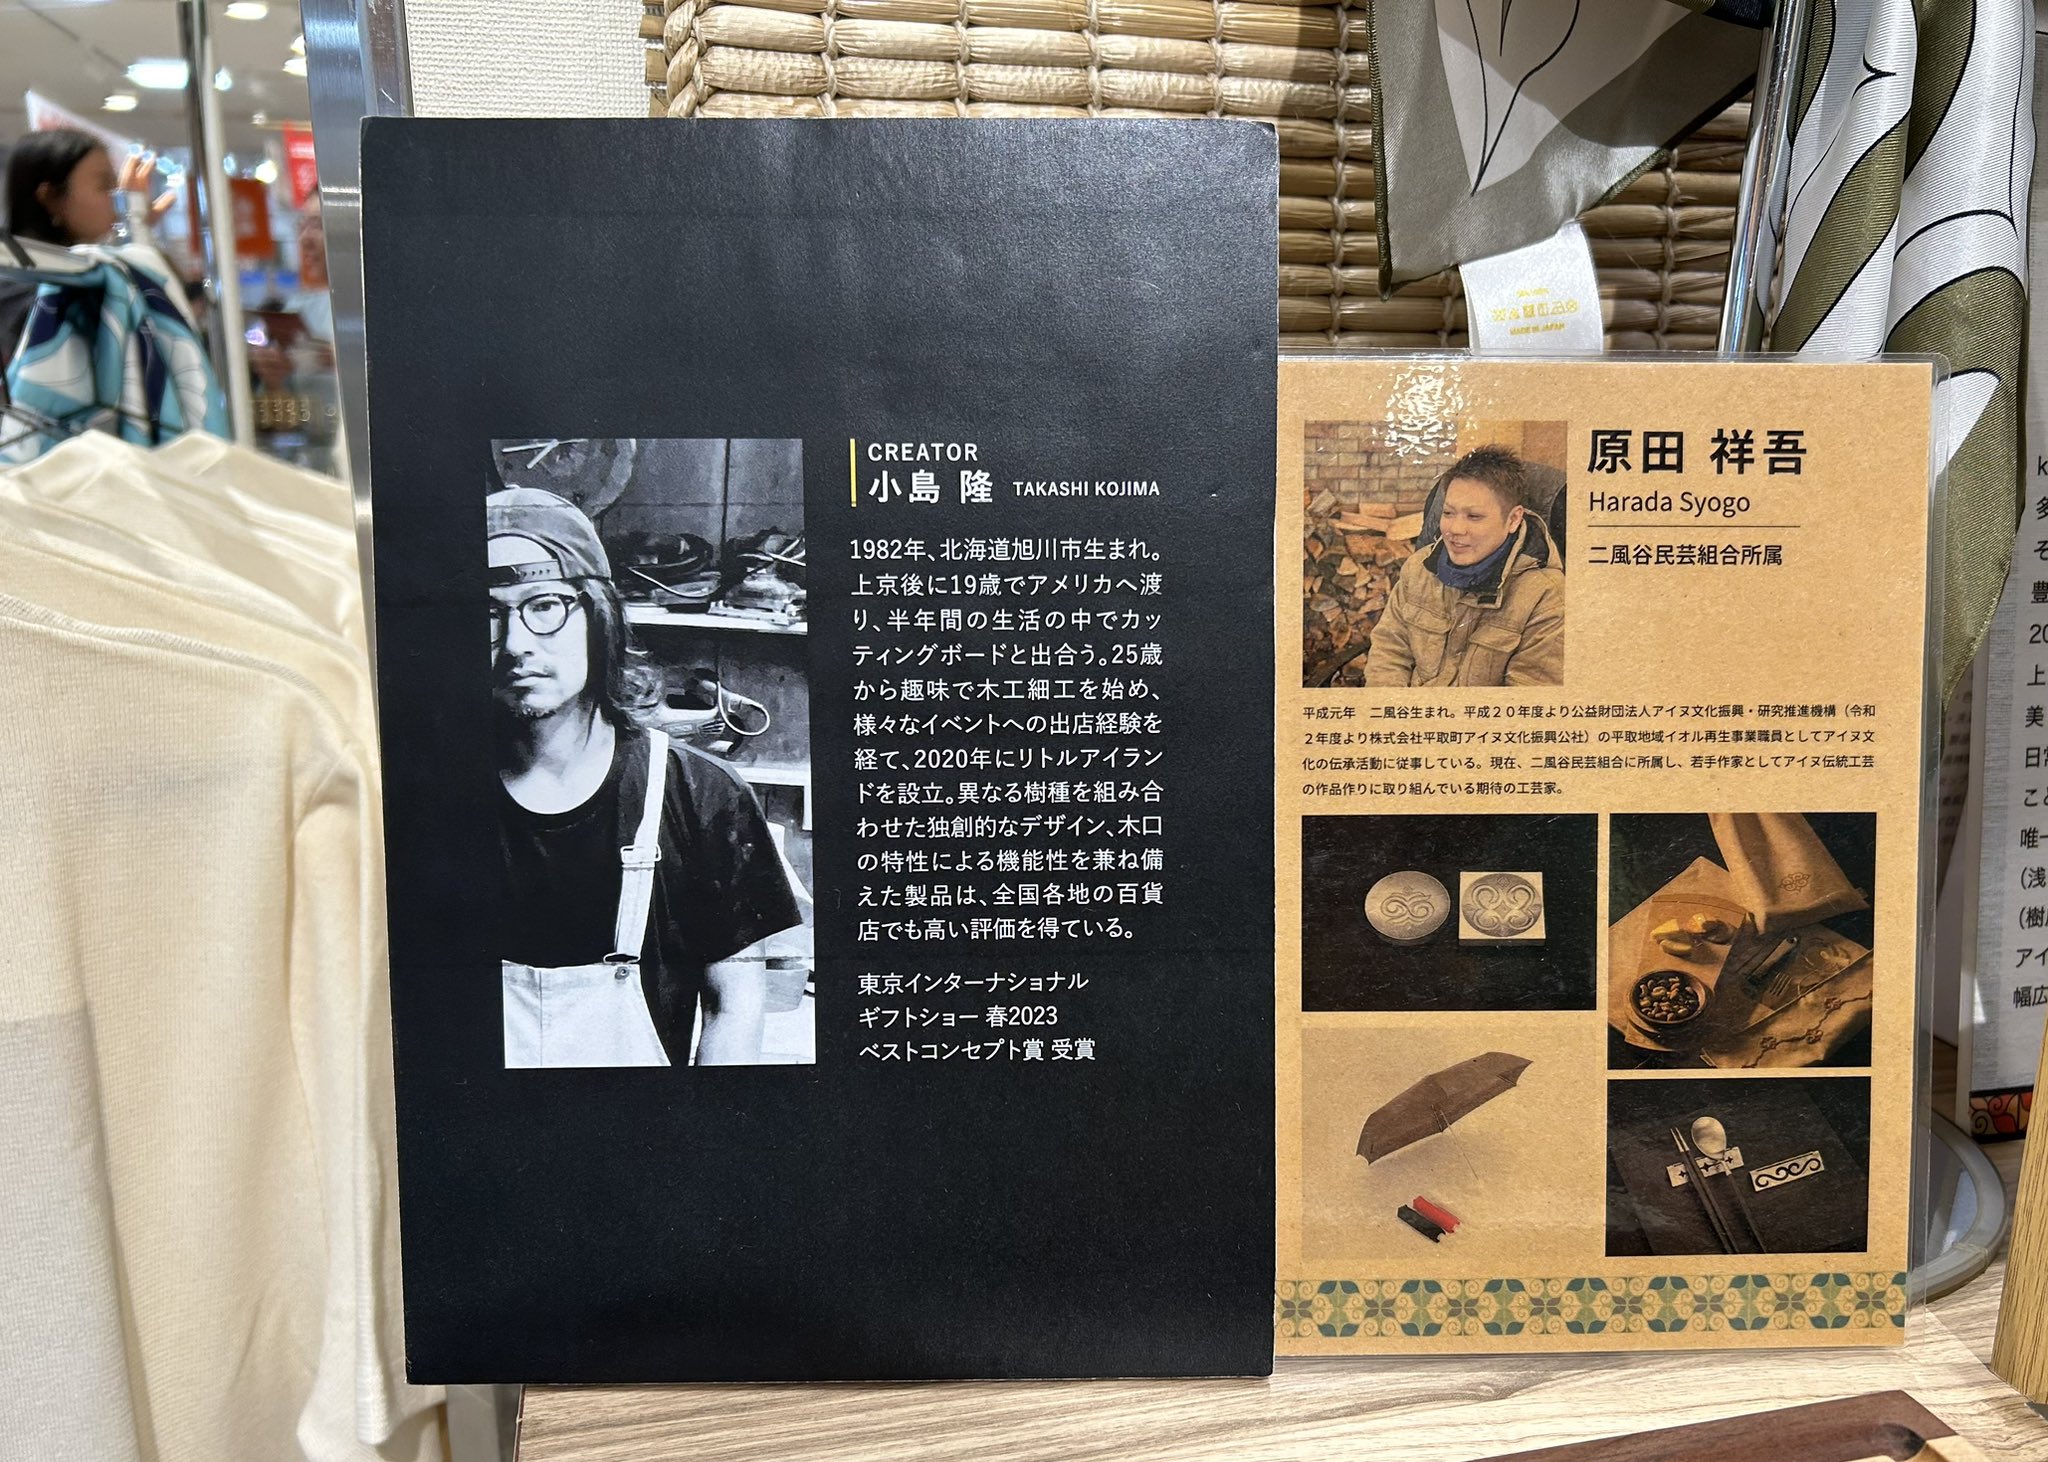 CREATOR
小島 隆 TAKASHI KOJIMA
1982年、北海道旭川市生まれ。
上京後に19歳でアメリカへ渡
り、半年間の生活の中でカッ
ティングボードと出合う。25歳
から趣味で木工細工を始め、
様々なイベントへの出店経験を
経て、2020年にリトルアイラン
ドを設立。異なる樹種を組み合
わせた独創的なデザイン、木口
の特性による機能性を兼ね備
えた製品は、全国各地の百貨
店でも高い評価を得ている。
東京インターナショナル
ギフトショー 春2023
ベストコンセプト賞 受賞
原田 祥吾
Harada Syogo
二風谷民芸組合所属
平成元年 二風谷生まれ。平成20年度より公益財団法人アイヌ文化振興・研究推進機構（令和
2年度より株式会社平取町アイヌ文化振興公社）の平取地域イオル再生事業職員としてアイヌ文
化の伝承活動に従事している。現在、二風谷民芸組合に所属し、若手作家としてアイヌ伝統工芸
の作品作りに取り組んでいる期待の工芸家。
MADE IN JAPAN
k
多
そ
豊
20
上
美
日常
こと
唯一
(浅
(樹
アイ
幅広